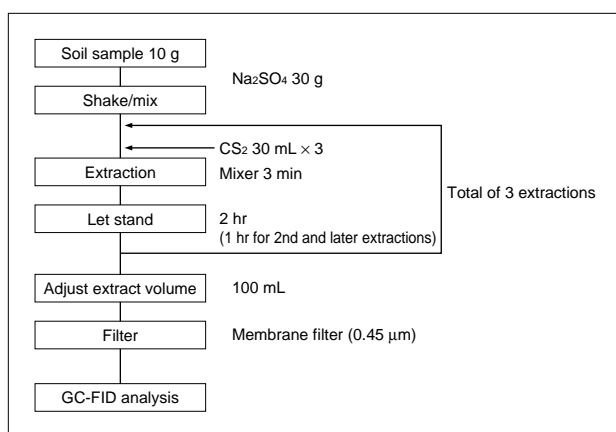 Soil sample 10 g
Na₂SO₄ 30 g
Shake/mix
CS₂ 30 mL × 3
Extraction
Mixer 3 min
Total of 3 extractions
Let stand
2 hr
(1 hr for 2nd and later extractions)
Adjust extract volume
100 mL
Filter
Membrane filter (0.45 μm)
GC-FID analysis